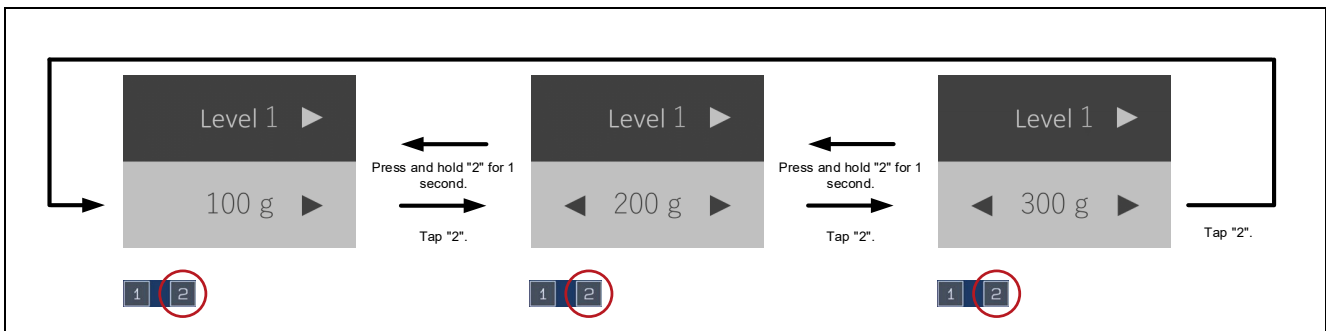 Level 1
100 g
1 2
Press and hold "2" for 1
second.
Tap "2".
Level 1
200 g
1 2
Press and hold "2" for 1
second.
Tap "2".
Level 1
300 g
1 2
Tap "2".